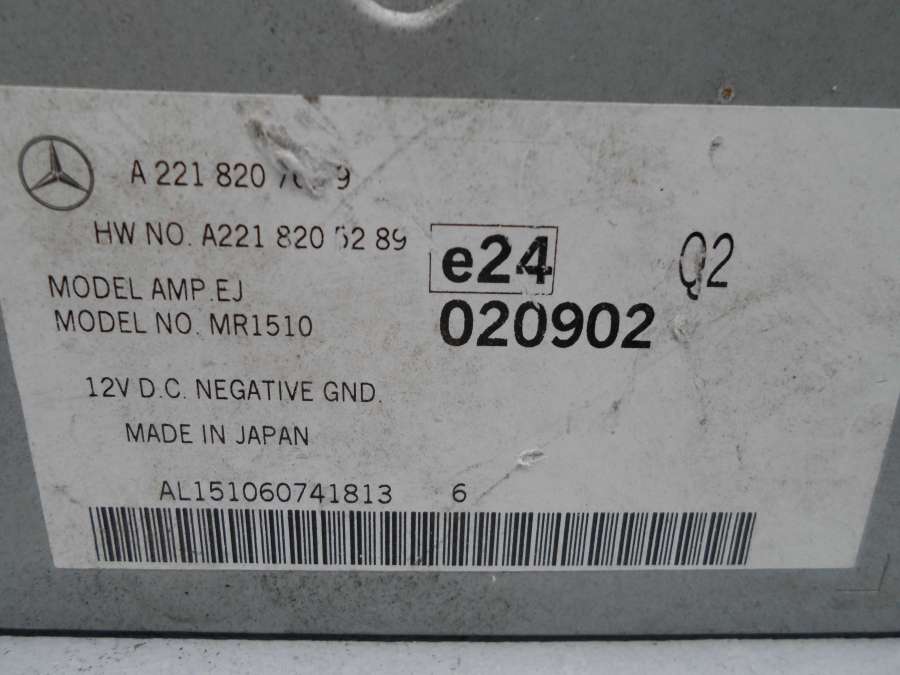 A 221 820
HW NO. A221 820 5289
e24
Q2
MODEL AMP.EJ
MODEL NO. MR1510
020902
12V D.C. NEGATIVE GND.
MADE IN JAPAN
AL151060741813 6